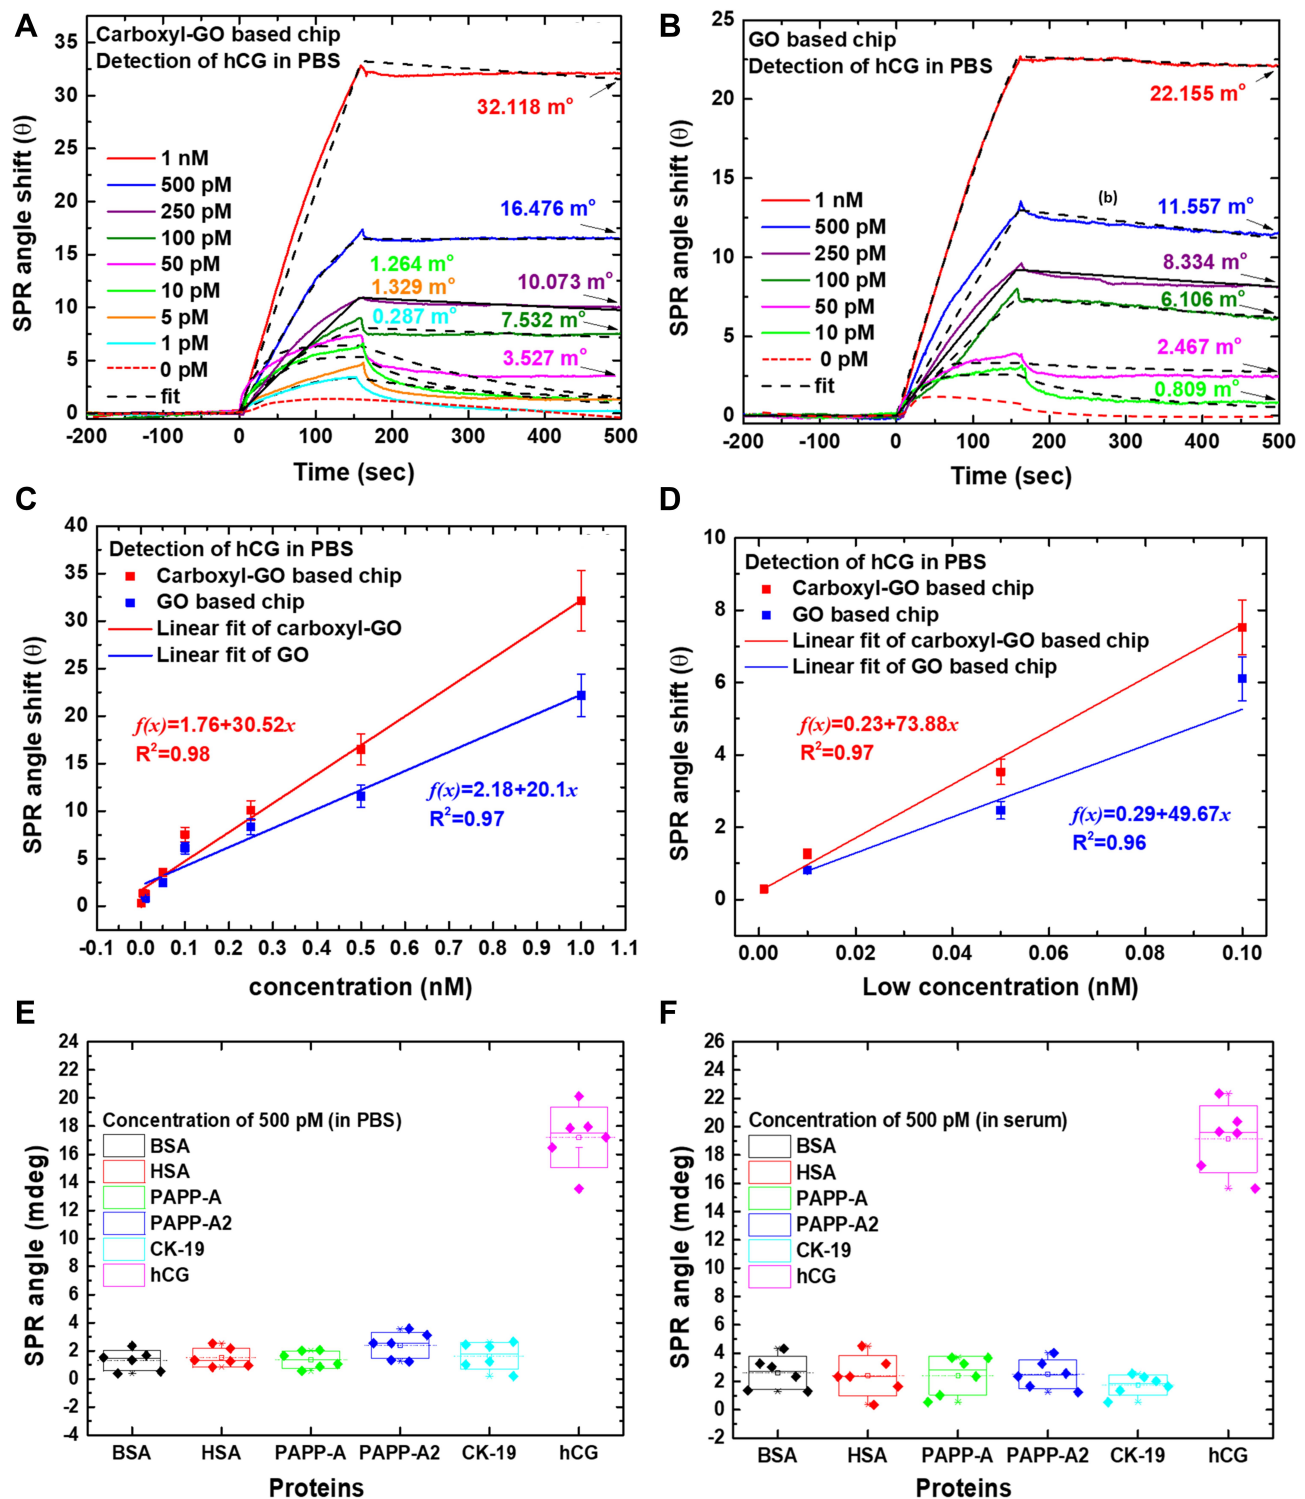 A
Carboxyl-GO based chip
Detection of hCG in PBS
32.118 m°
1 nM
500 pM
250 pM
100 pM
50 pM
10 pM
5 pM
1 pM
0 pM
fit
16.476 m°
1.264 m°
1.329 m°
0.287 m°
10.073 m°
7.532 m°
3.527 m°
SPR angle shift (θ)
35
30
25
20
15
10
5
0
-200 -100 0 100 200 300 400 500
Time (sec)
B
GO based chip
Detection of hCG in PBS
22.155 m°
1 nM
500 pM
250 pM
100 pM
50 pM
10 pM
0 pM
fit
(b)
11.557 m°
8.334 m°
6.106 m°
2.467 m°
0.809 m°
SPR angle shift (θ)
25
20
15
10
5
0
-200 -100 0 100 200 300 400 500
Time (sec)
C
Detection of hCG in PBS
Carboxyl-GO based chip
GO based chip
Linear fit of carboxyl-GO
Linear fit of GO
f(x)=1.76+30.52x
R²=0.98
f(x)=2.18+20.1x
R²=0.97
SPR angle shift (θ)
40
35
30
25
20
15
10
5
0
-0.1 0.0 0.1 0.2 0.3 0.4 0.5 0.6 0.7 0.8 0.9 1.0 1.1
concentration (nM)
D
Detection of hCG in PBS
Carboxyl-GO based chip
GO based chip
Linear fit of carboxyl-GO based chip
Linear fit of GO based chip
f(x)=0.23+73.88x
R²=0.97
f(x)=0.29+49.67x
R²=0.96
SPR angle shift (θ)
10
8
6
4
2
0
0.00 0.02 0.04 0.06 0.08 0.10
Low concentration (nM)
E
Concentration of 500 pM (in PBS)
BSA
HSA
PAPP-A
PAPP-A2
CK-19
hCG
SPR angle (mdeg)
24
22
20
18
16
14
12
10
8
6
4
2
0
-2
-4
BSA HSA PAPP-A PAPP-A2 CK-19 hCG
Proteins
F
Concentration of 500 pM (in serum)
BSA
HSA
PAPP-A
PAPP-A2
CK-19
hCG
SPR angle (mdeg)
26
24
22
20
18
16
14
12
10
8
6
4
2
0
-2
BSA HSA PAPP-A PAPP-A2 CK-19 hCG
Proteins